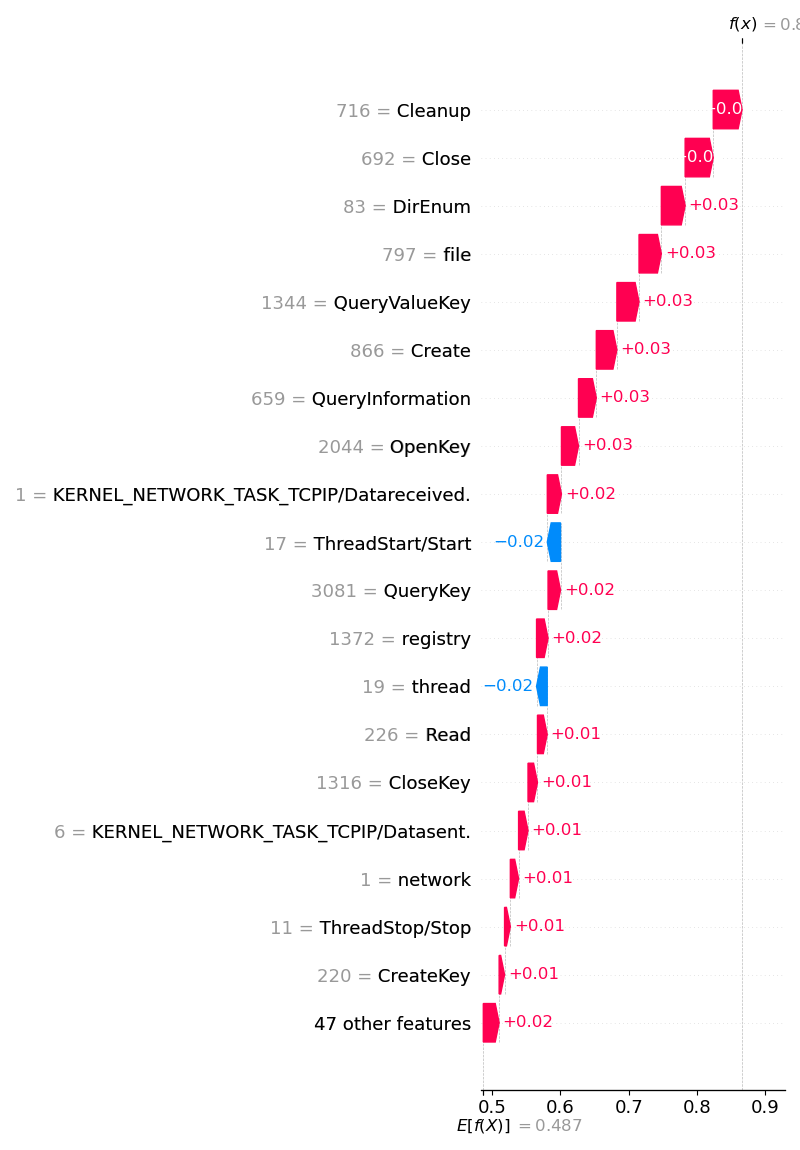 f(x) = 0.8
716 = Cleanup
692 = Close
83 = DirEnum +0.03
797 = file +0.03
1344 = QueryValueKey +0.03
866 = Create +0.03
659 = QueryInformation +0.03
2044 = OpenKey +0.03
1 = KERNEL_NETWORK_TASK_TCPIP/Datareceived. +0.02
17 = ThreadStart/Start −0.02
3081 = QueryKey +0.02
1372 = registry +0.02
19 = thread −0.02
226 = Read +0.01
1316 = CloseKey +0.01
6 = KERNEL_NETWORK_TASK_TCPIP/Datasent. +0.01
1 = network +0.01
11 = ThreadStop/Stop +0.01
220 = CreateKey +0.01
47 other features +0.02
0.5 0.6 0.7 0.8 0.9
E[f(X)] = 0.487